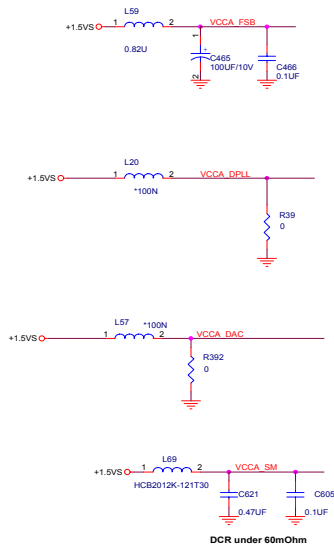 L59
+1.5VS 1 2 VCCA_FSB
0.82U
1
+
C465
100UF/10V
2
C466
0.1UF
L20
+1.5VS 1 2 VCCA_DPLL
*100N
R39
0
L57
*100N
+1.5VS 1 2 VCCA_DAC
R392
0
L69
+1.5VS 1 2 VCCA_SM
HCB2012K-121T30
C621
0.47UF
C605
0.1UF
DCR under 60mOhm